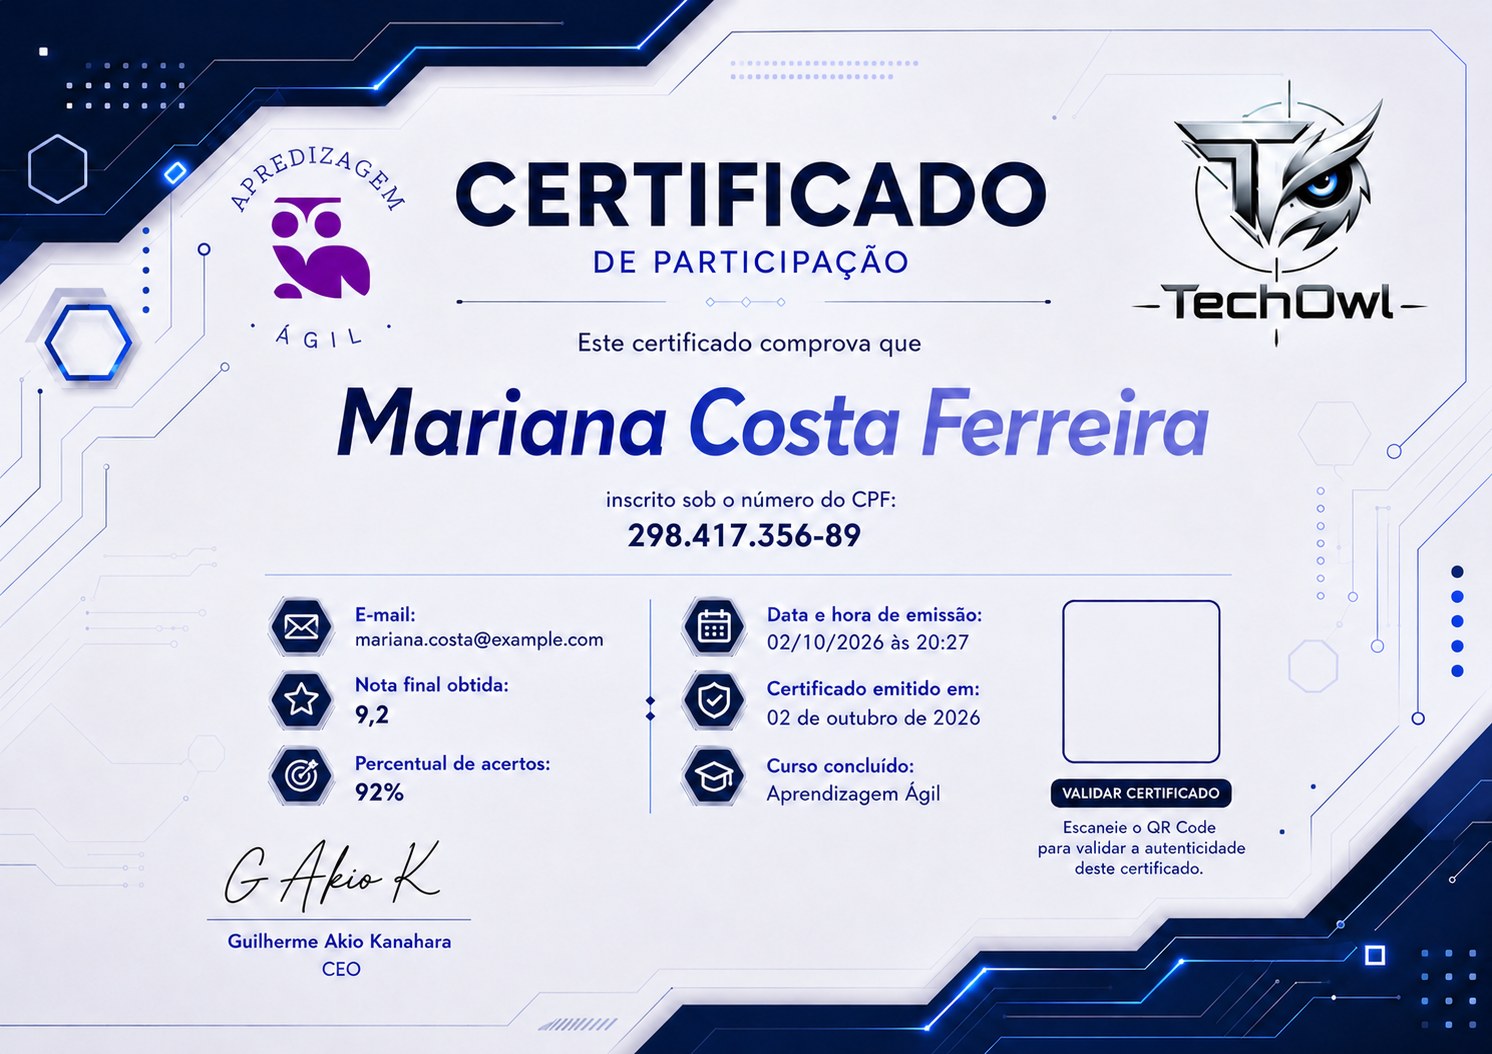 APREDIZAGEM
ÁGIL
CERTIFICADO
DE PARTICIPAÇÃO
TechOwl
Este certificado comprova que
Mariana Costa Ferreira
inscrito sob o número do CPF:
298.417.356-89
E-mail:
mariana.costa@example.com
Nota final obtida:
9,2
Percentual de acertos:
92%
Data e hora de emissão:
02/10/2026 às 20:27
Certificado emitido em:
02 de outubro de 2026
Curso concluído:
Aprendizagem Ágil
VALIDAR CERTIFICADO
Escaneie o QR Code
para validar a autenticidade
deste certificado.
G Akio K
Guilherme Akio Kanahara
CEO